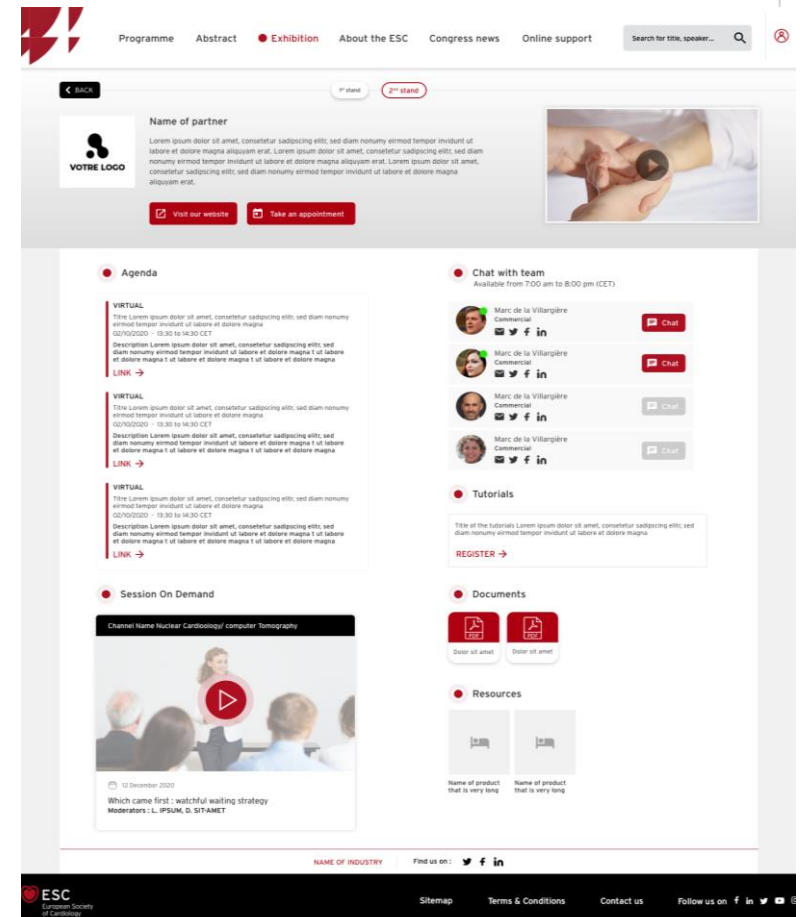 Programme
Abstract
Exhibition
About the ESC
Congress news
Online support
Search for title, speaker...
BACK
1st stand
2nd stand
VOTRE LOGO
Name of partner
Lorem ipsum dolor sit amet, consetetur sadipscing elitr, sed diam nonumy eirmod tempor invidunt ut
labore et dolore magna aliquyam erat. Lorem ipsum dolor sit amet, consetetur sadipscing elitr, sed diam
nonumy eirmod tempor invidunt ut labore et dolore magna aliquyam erat. Lorem ipsum dolor sit amet,
consetetur sadipscing elitr, sed diam nonumy eirmod tempor invidunt ut labore et dolore magna
aliquyam erat.
Visit our website
Take an appointment
Agenda
VIRTUAL
Titre Lorem ipsum dolor sit amet, consetetur sadipscing elitr, sed diam nonumy
eirmod tempor invidunt ut labore et dolore magna
02/10/2020 - 13:30 to 14:30 CET
Description Lorem ipsum dolor sit amet, consetetur sadipscing elitr, sed
diam nonumy eirmod tempor invidunt ut labore et dolore magna t ut labore
et dolore magna t ut labore et dolore magna t ut labore et dolore magna
LINK →
VIRTUAL
Titre Lorem ipsum dolor sit amet, consetetur sadipscing elitr, sed diam nonumy
eirmod tempor invidunt ut labore et dolore magna
02/10/2020 - 13:30 to 14:30 CET
Description Lorem ipsum dolor sit amet, consetetur sadipscing elitr, sed
diam nonumy eirmod tempor invidunt ut labore et dolore magna t ut labore
et dolore magna t ut labore et dolore magna t ut labore et dolore magna
LINK →
VIRTUAL
Titre Lorem ipsum dolor sit amet, consetetur sadipscing elitr, sed diam nonumy
eirmod tempor invidunt ut labore et dolore magna
02/10/2020 - 13:30 to 14:30 CET
Description Lorem ipsum dolor sit amet, consetetur sadipscing elitr, sed
diam nonumy eirmod tempor invidunt ut labore et dolore magna t ut labore
et dolore magna t ut labore et dolore magna t ut labore et dolore magna
LINK →
Session On Demand
Channel Name Nuclear Cardioology/ computer Tomography
12 December 2020
Which came first : watchful waiting strategy
Moderators : L. IPSUM, D. SIT-AMET
Chat with team
Available from 7:00 am to 8:00 pm (CET)
Marc de la Villargière
Commercial
Chat
Marc de la Villargière
Commercial
Chat
Marc de la Villargière
Commercial
Chat
Marc de la Villargière
Commercial
Chat
Tutorials
Title of the tutorials Lorem ipsum dolor sit amet, consetetur sadipscing elitr, sed
diam nonumy eirmod tempor invidunt ut labore et dolore magna
REGISTER →
Documents
PDF
Dolor sit amet
PDF
Dolor sit amet
Resources
Name of product
that is very long
Name of product
that is very long
NAME OF INDUSTRY
Find us on :
ESC
European Society
of Cardiology
Sitemap
Terms & Conditions
Contact us
Follow us on